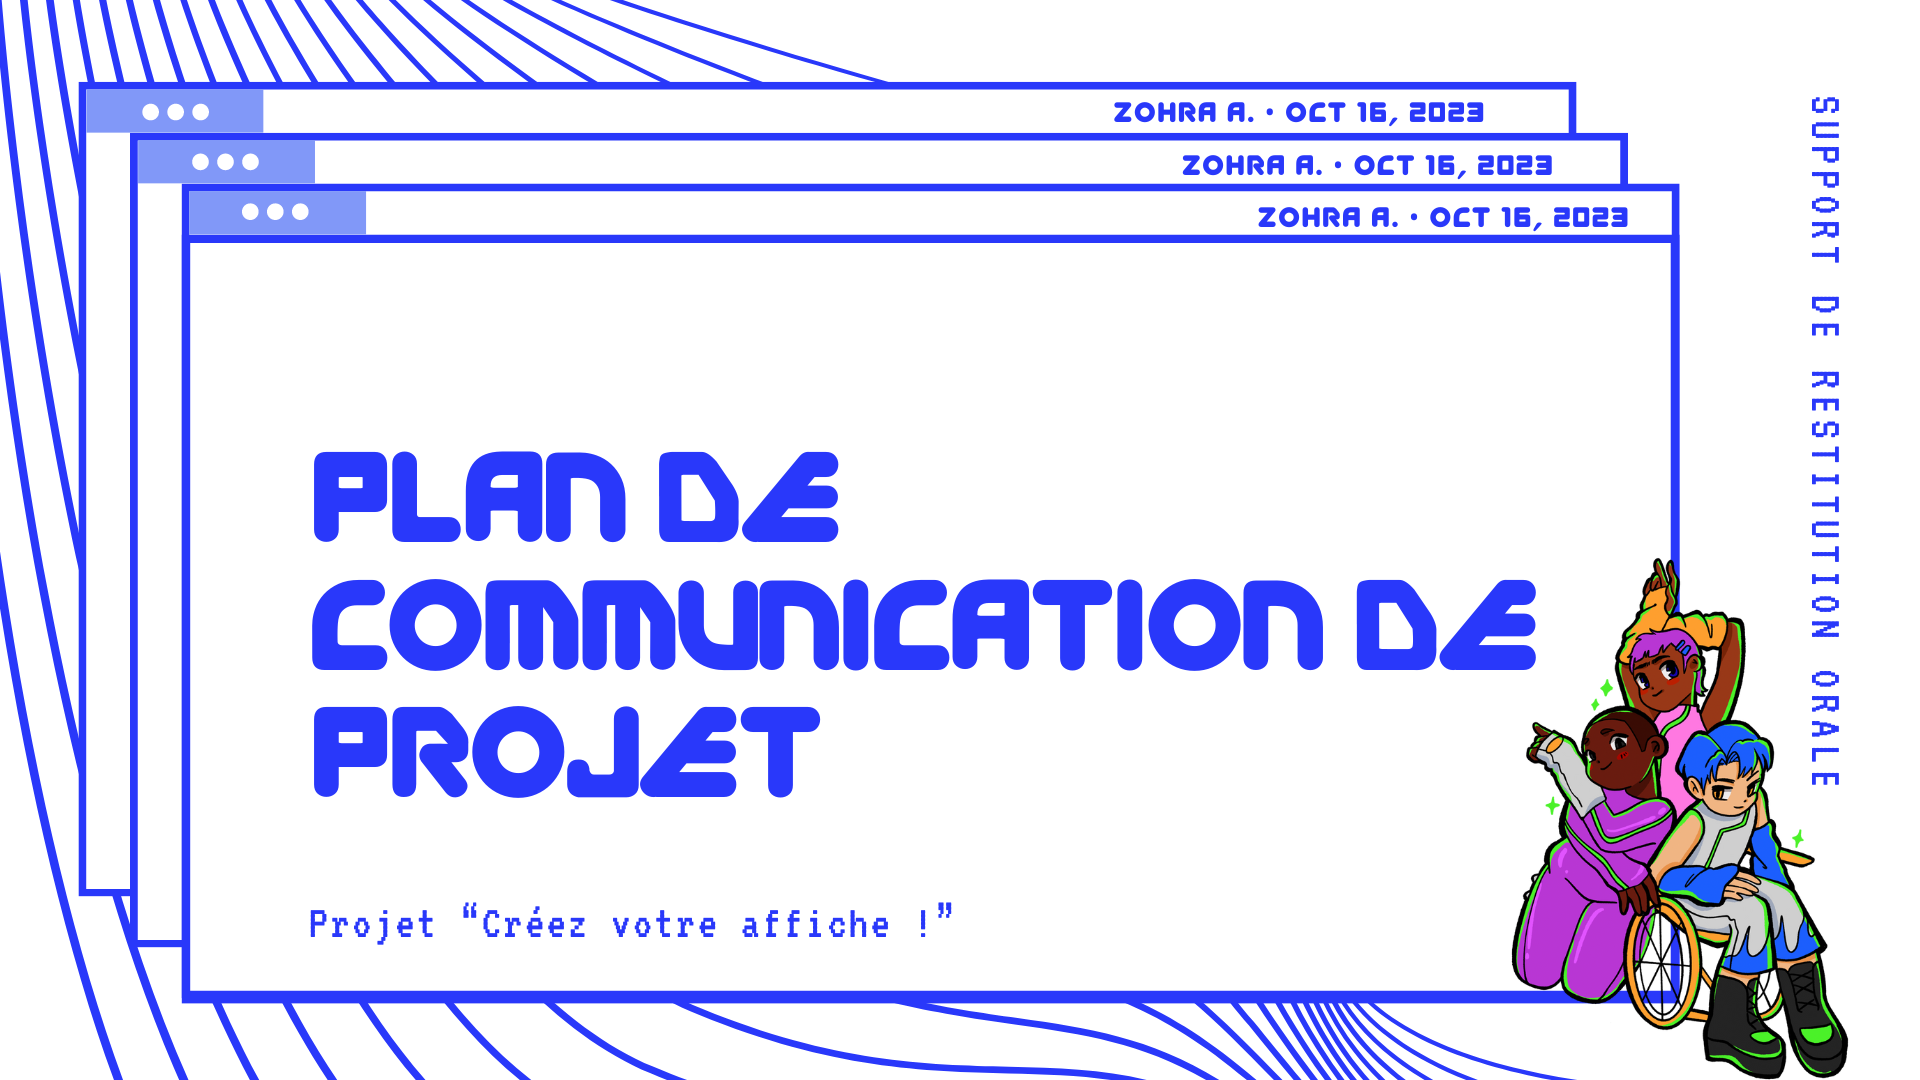 ZOHRA A. · OCT 16, 2023
ZOHRA A. · OCT 16, 2023
ZOHRA A. · OCT 16, 2023
PLAN DE
COMMUNICATION DE
PROJET
Projet “Créez votre affiche !”
SUPPORT DE RESTITUTION ORALE